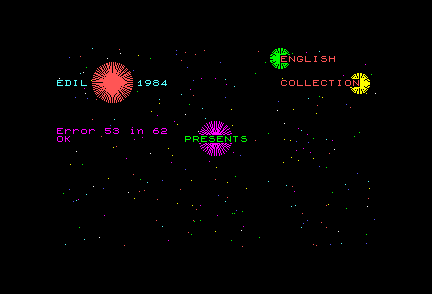 ENGLISH
EDIL 1984
COLLECTION
Error 53 in 62
OK
PRESENTS